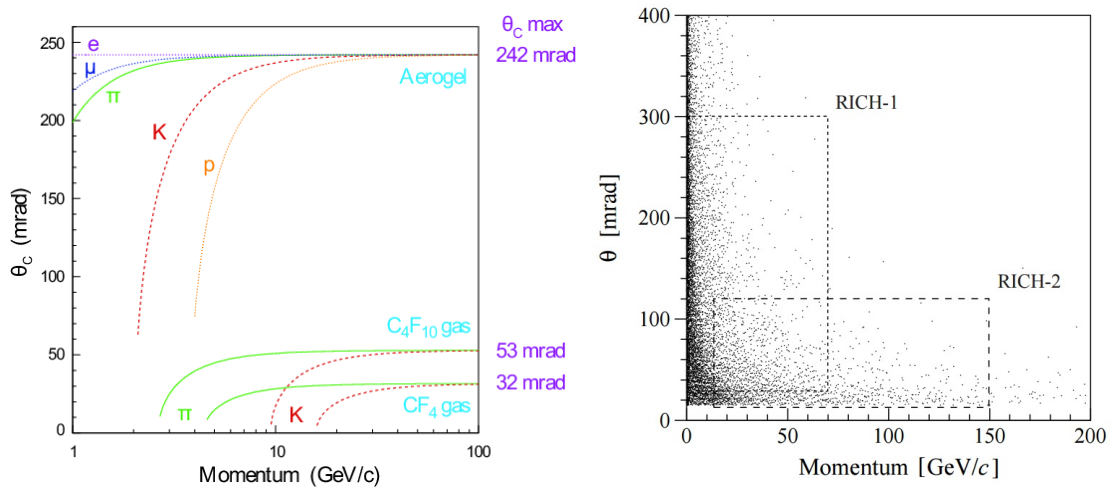 θC max
242 mrad
53 mrad
32 mrad
250
200
150
100
50
0
θC (mrad)
e
μ
π
K
p
Aerogel
C4F10 gas
π
K
CF4 gas
1
10
100
Momentum (GeV/c)
400
300
200
100
0
θ [mrad]
RICH-1
RICH-2
0
50
100
150
200
Momentum [GeV/c]